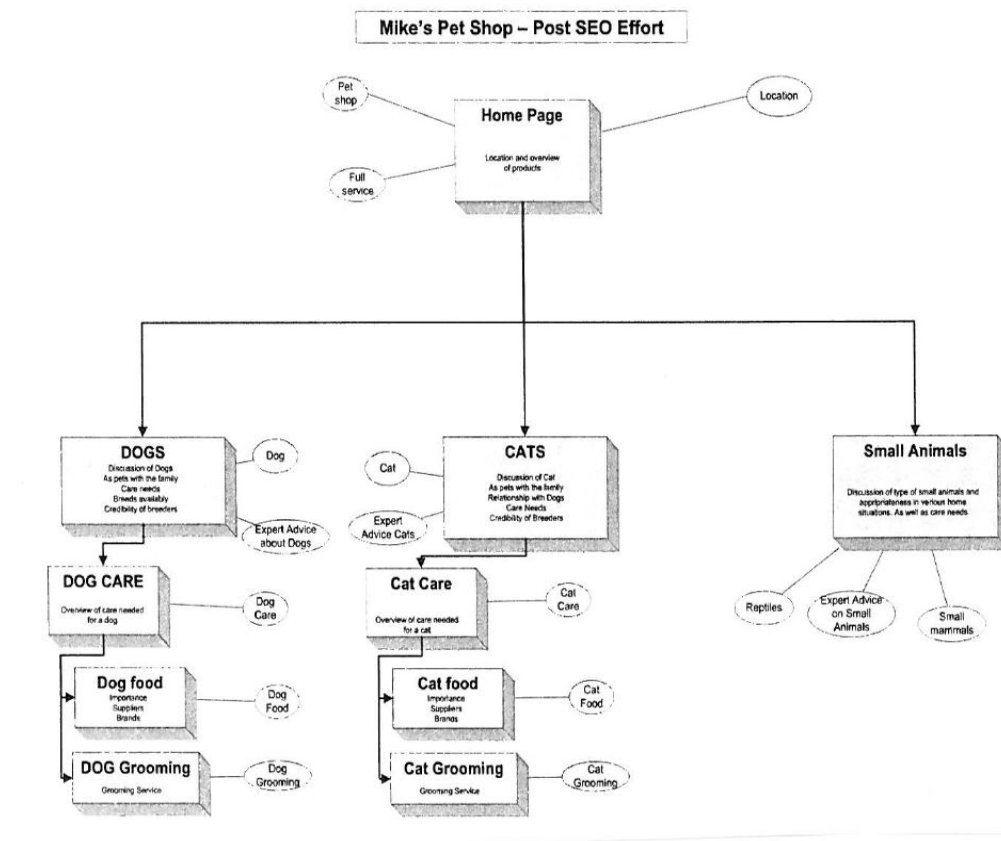 Mike's Pet Shop – Post SEO Effort
Pet
shop
Location
Home Page
Location and overview
of products
Full
service
DOGS
Discussion of Dogs
As pets with the family
Care needs
Breeds availably
Credibility of breeders
Dog
Expert Advice
about Dogs
CATS
Discussion of Cat
As pets with the family
Relationship with Dogs
Care Needs
Credibility of Breeders
Cat
Expert
Advice Cats
Small Animals
Discussion of type of small animals and
appripriateness in verious home
situations. As well as care needs
Reptiles
Expert Advice
on Small
Animals
Small
mammals
DOG CARE
Overview of care needed
for a dog
Dog
Care
Cat Care
Overview of care needed
for a cat
Cat
Care
Dog food
Importance
Suppliers
Brands
Dog
Food
Cat food
Importance
Suppliers
Brands
Cat
Food
DOG Grooming
Grooming Service
Dog
Grooming
Cat Grooming
Grooming Service
Cat
Grooming